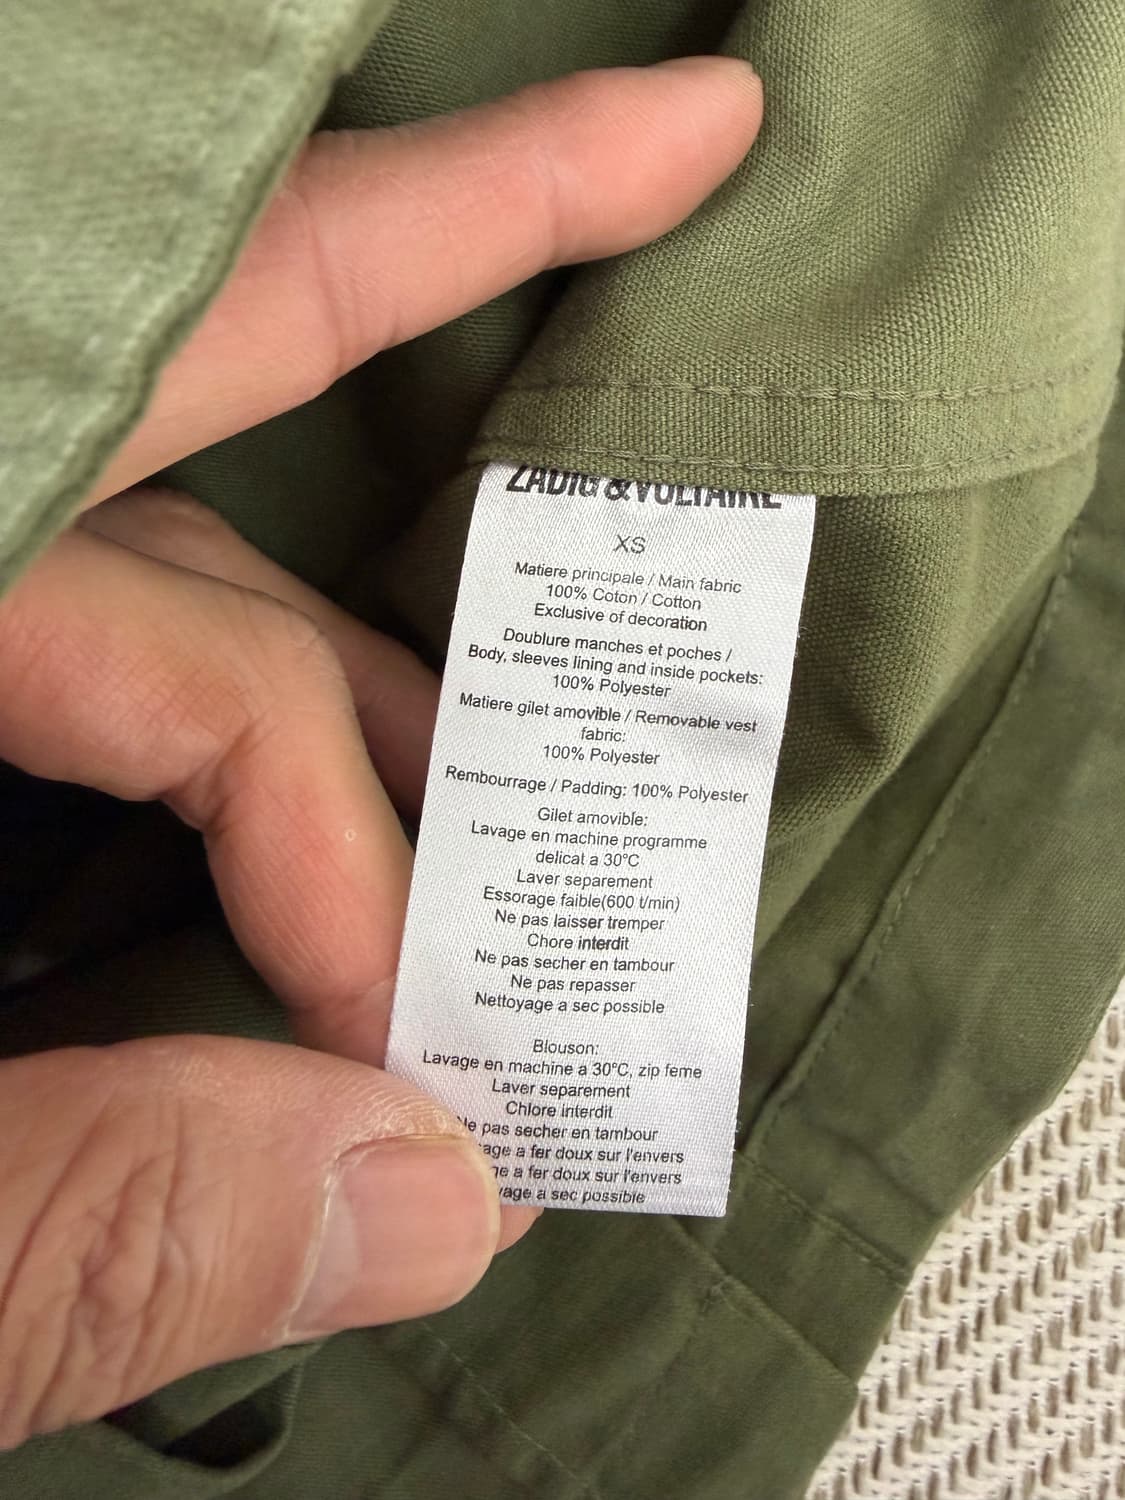 ZADIG & VOLTAIRE
XS
Matiere principale / Main fabric
100% Coton / Cotton
Exclusive of decoration
Doublure manches et poches /
Body, sleeves lining and inside pockets:
100% Polyester
Matiere gilet amovible / Removable vest
fabric:
100% Polyester
Rembourrage / Padding: 100% Polyester
Gilet amovible:
Lavage en machine programme
delicat a 30°C
Laver separement
Essorage faible(600 t/min)
Ne pas laisser tremper
Chore interdit
Ne pas secher en tambour
Ne pas repasser
Nettoyage a sec possible
Blouson:
Lavage en machine a 30°C, zip feme
Laver separement
Chlore interdit
Ne pas secher en tambour
a fer doux sur l'envers
a fer doux sur l'envers
a sec possible